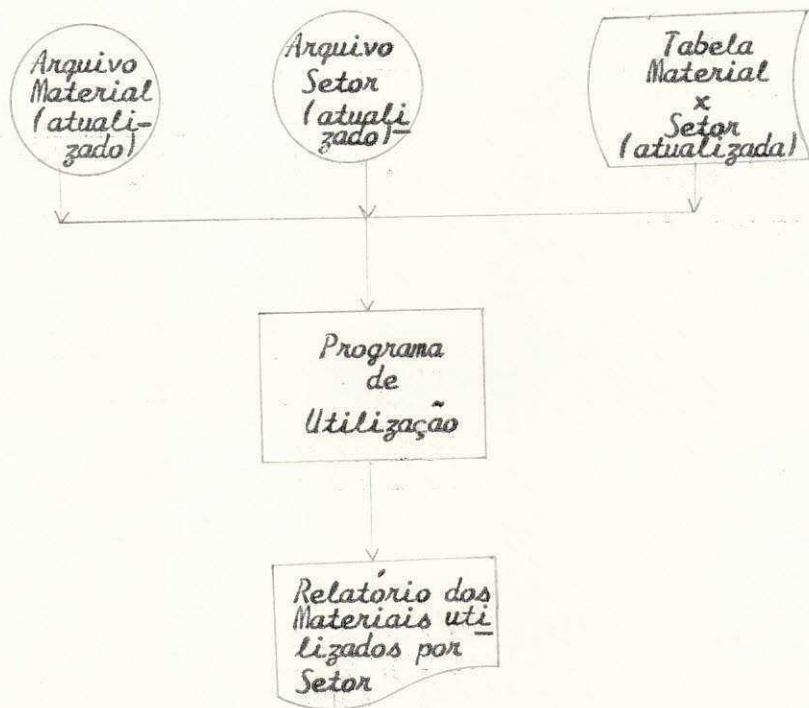 Arquivo
Material
(atuali-
zado)
Arquivo
Setor
(atuali
zado)
Tabela
Material
x
Setor
(atualizada)
Programa
de
Utilização
Relatório dos
Materiais uti
lizados por
Setor